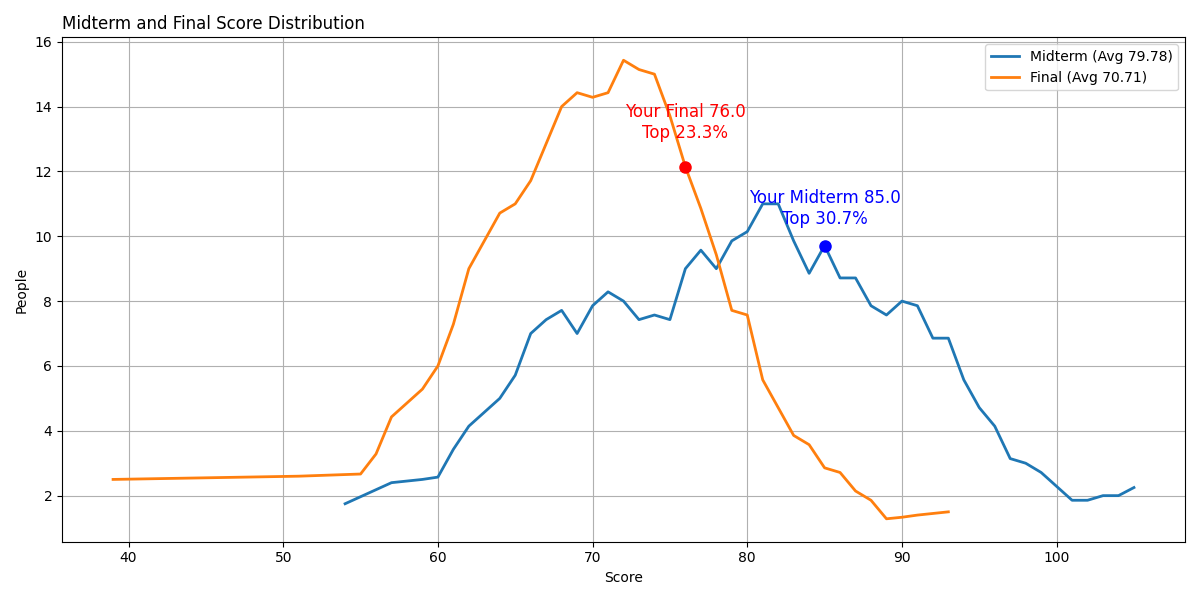 Midterm and Final Score Distribution
16
14
12
10
8
6
4
2
People
Midterm (Avg 79.78)
Final (Avg 70.71)
Your Final 76.0
Top 23.3%
Your Midterm 85.0
Top 30.7%
40
50
60
70
80
90
100
Score